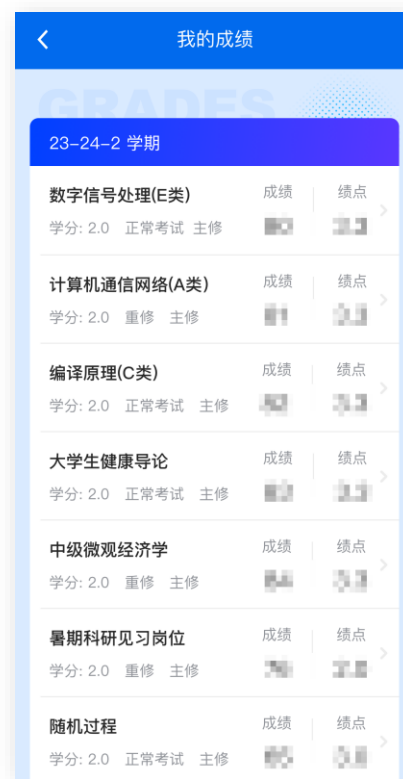 我的成绩
GRADES
23-24-2 学期
数字信号处理(E类) 成绩 绩点
学分: 2.0 正常考试 主修
计算机通信网络(A类) 成绩 绩点
学分: 2.0 重修 主修
编译原理(C类) 成绩 绩点
学分: 2.0 正常考试 主修
大学生健康导论 成绩 绩点
学分: 2.0 正常考试 主修
中级微观经济学 成绩 绩点
学分: 2.0 重修 主修
暑期科研见习岗位 成绩 绩点
学分: 2.0 重修 主修
随机过程 成绩 绩点
学分: 2.0 正常考试 主修